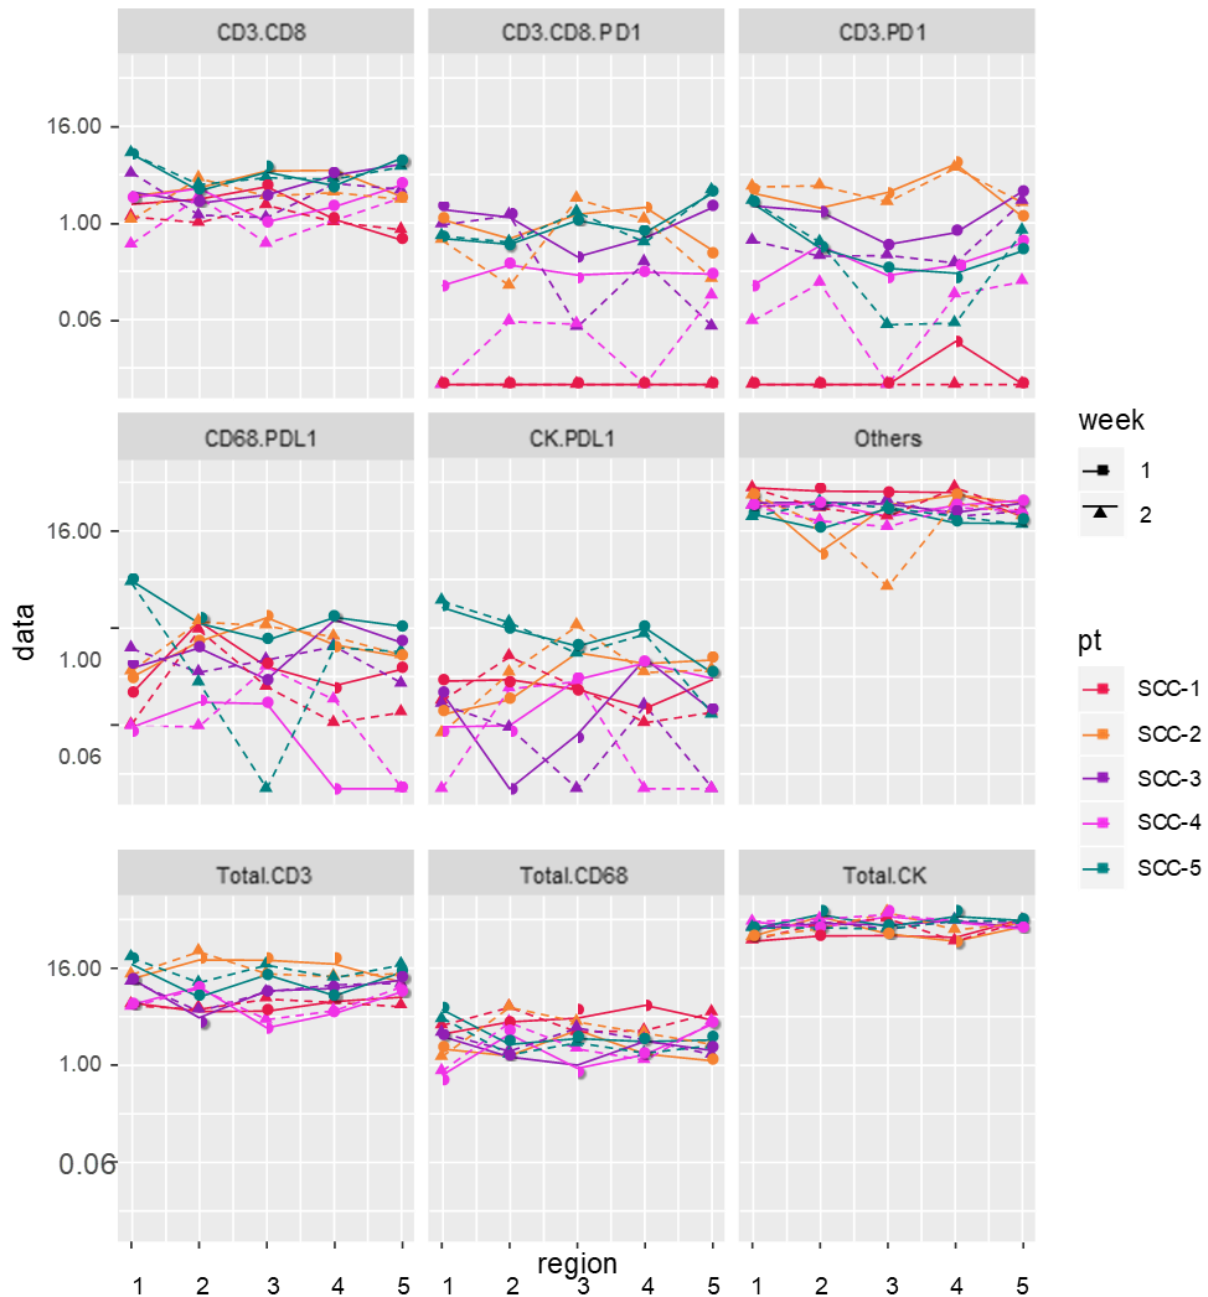 CD3.CD8 CD3.CD8.PD1 CD3.PD1
16.00
1.00
0.06
CD68.PDL1 CK.PDL1 Others
16.00
1.00
0.06
data
Total.CD3 Total.CD68 Total.CK
16.00
1.00
0.06
1 2 3 4 5 1 2 3 4 5 1 2 3 4 5
region
week
1
2
pt
SCC-1
SCC-2
SCC-3
SCC-4
SCC-5